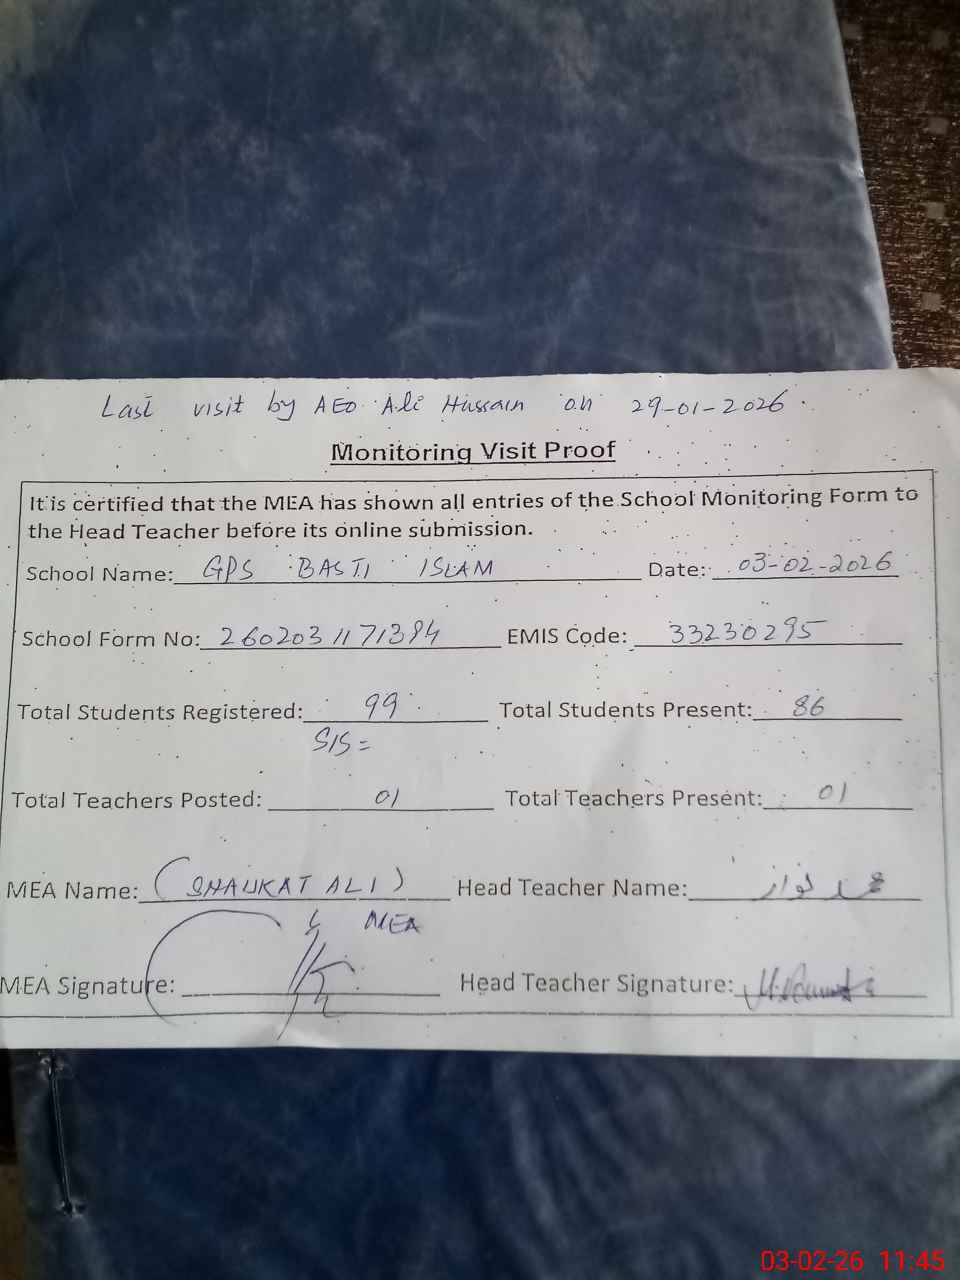 Last visit by AEO Ali Hussain on 29-01-2026
Monitoring Visit Proof
It is certified that the MEA has shown all entries of the School Monitoring Form to
the Head Teacher before its online submission.
School Name: GPS BASTI ISLAM Date: 03-02-2026
School Form No: 2602031171394 EMIS Code: 33230295
Total Students Registered: 99 Total Students Present: 86
SIS=
Total Teachers Posted: 01 Total Teachers Present: 01
MEA Name: (SHAUKAT ALI) Head Teacher Name: محمد نواز
MEA
MEA Signature: Head Teacher Signature:
03-02-26 11:45